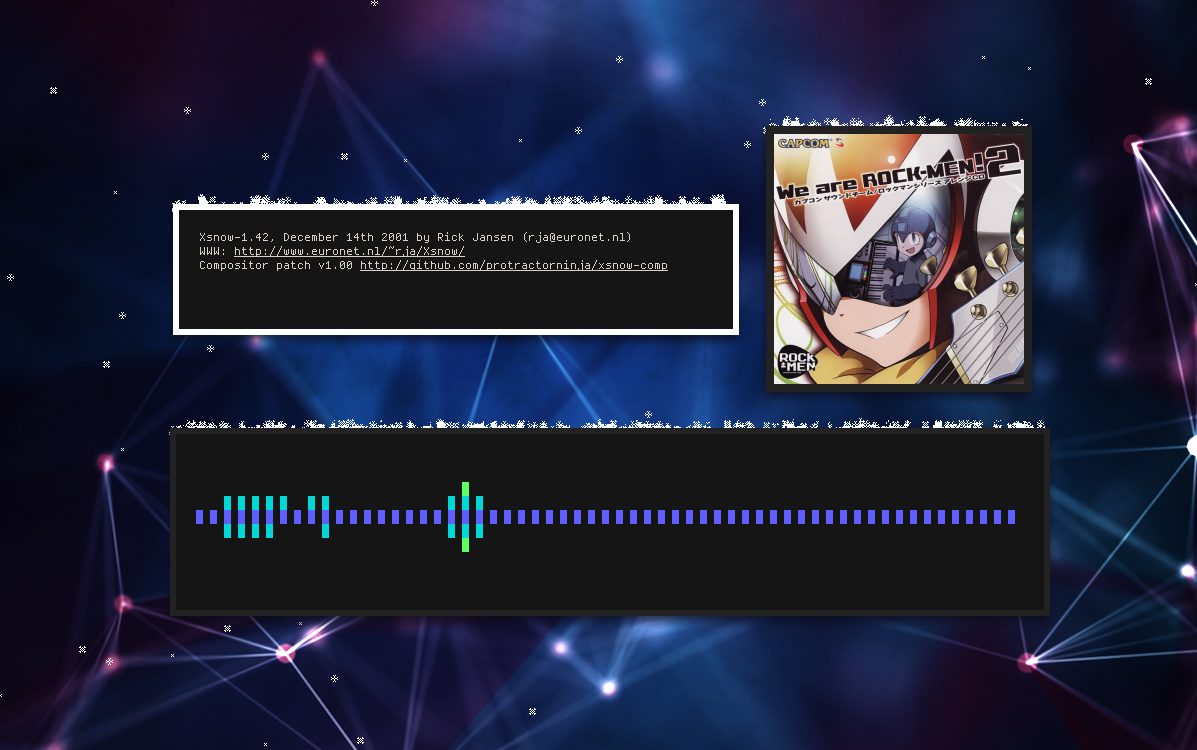 Xsnow-1.42, December 14th 2001 by Rick Jansen (rja@euronet.nl)
WWW: http://www.euronet.nl/~rja/Xsnow/
Compositor patch v1.00 http://github.com/protractorninja/xsnow-comp
CAPCOM
We are ROCK-MEN! 2
カプコン サウンドチーム/ロックマンシリーズ アレンジCD
ROCK
MEN